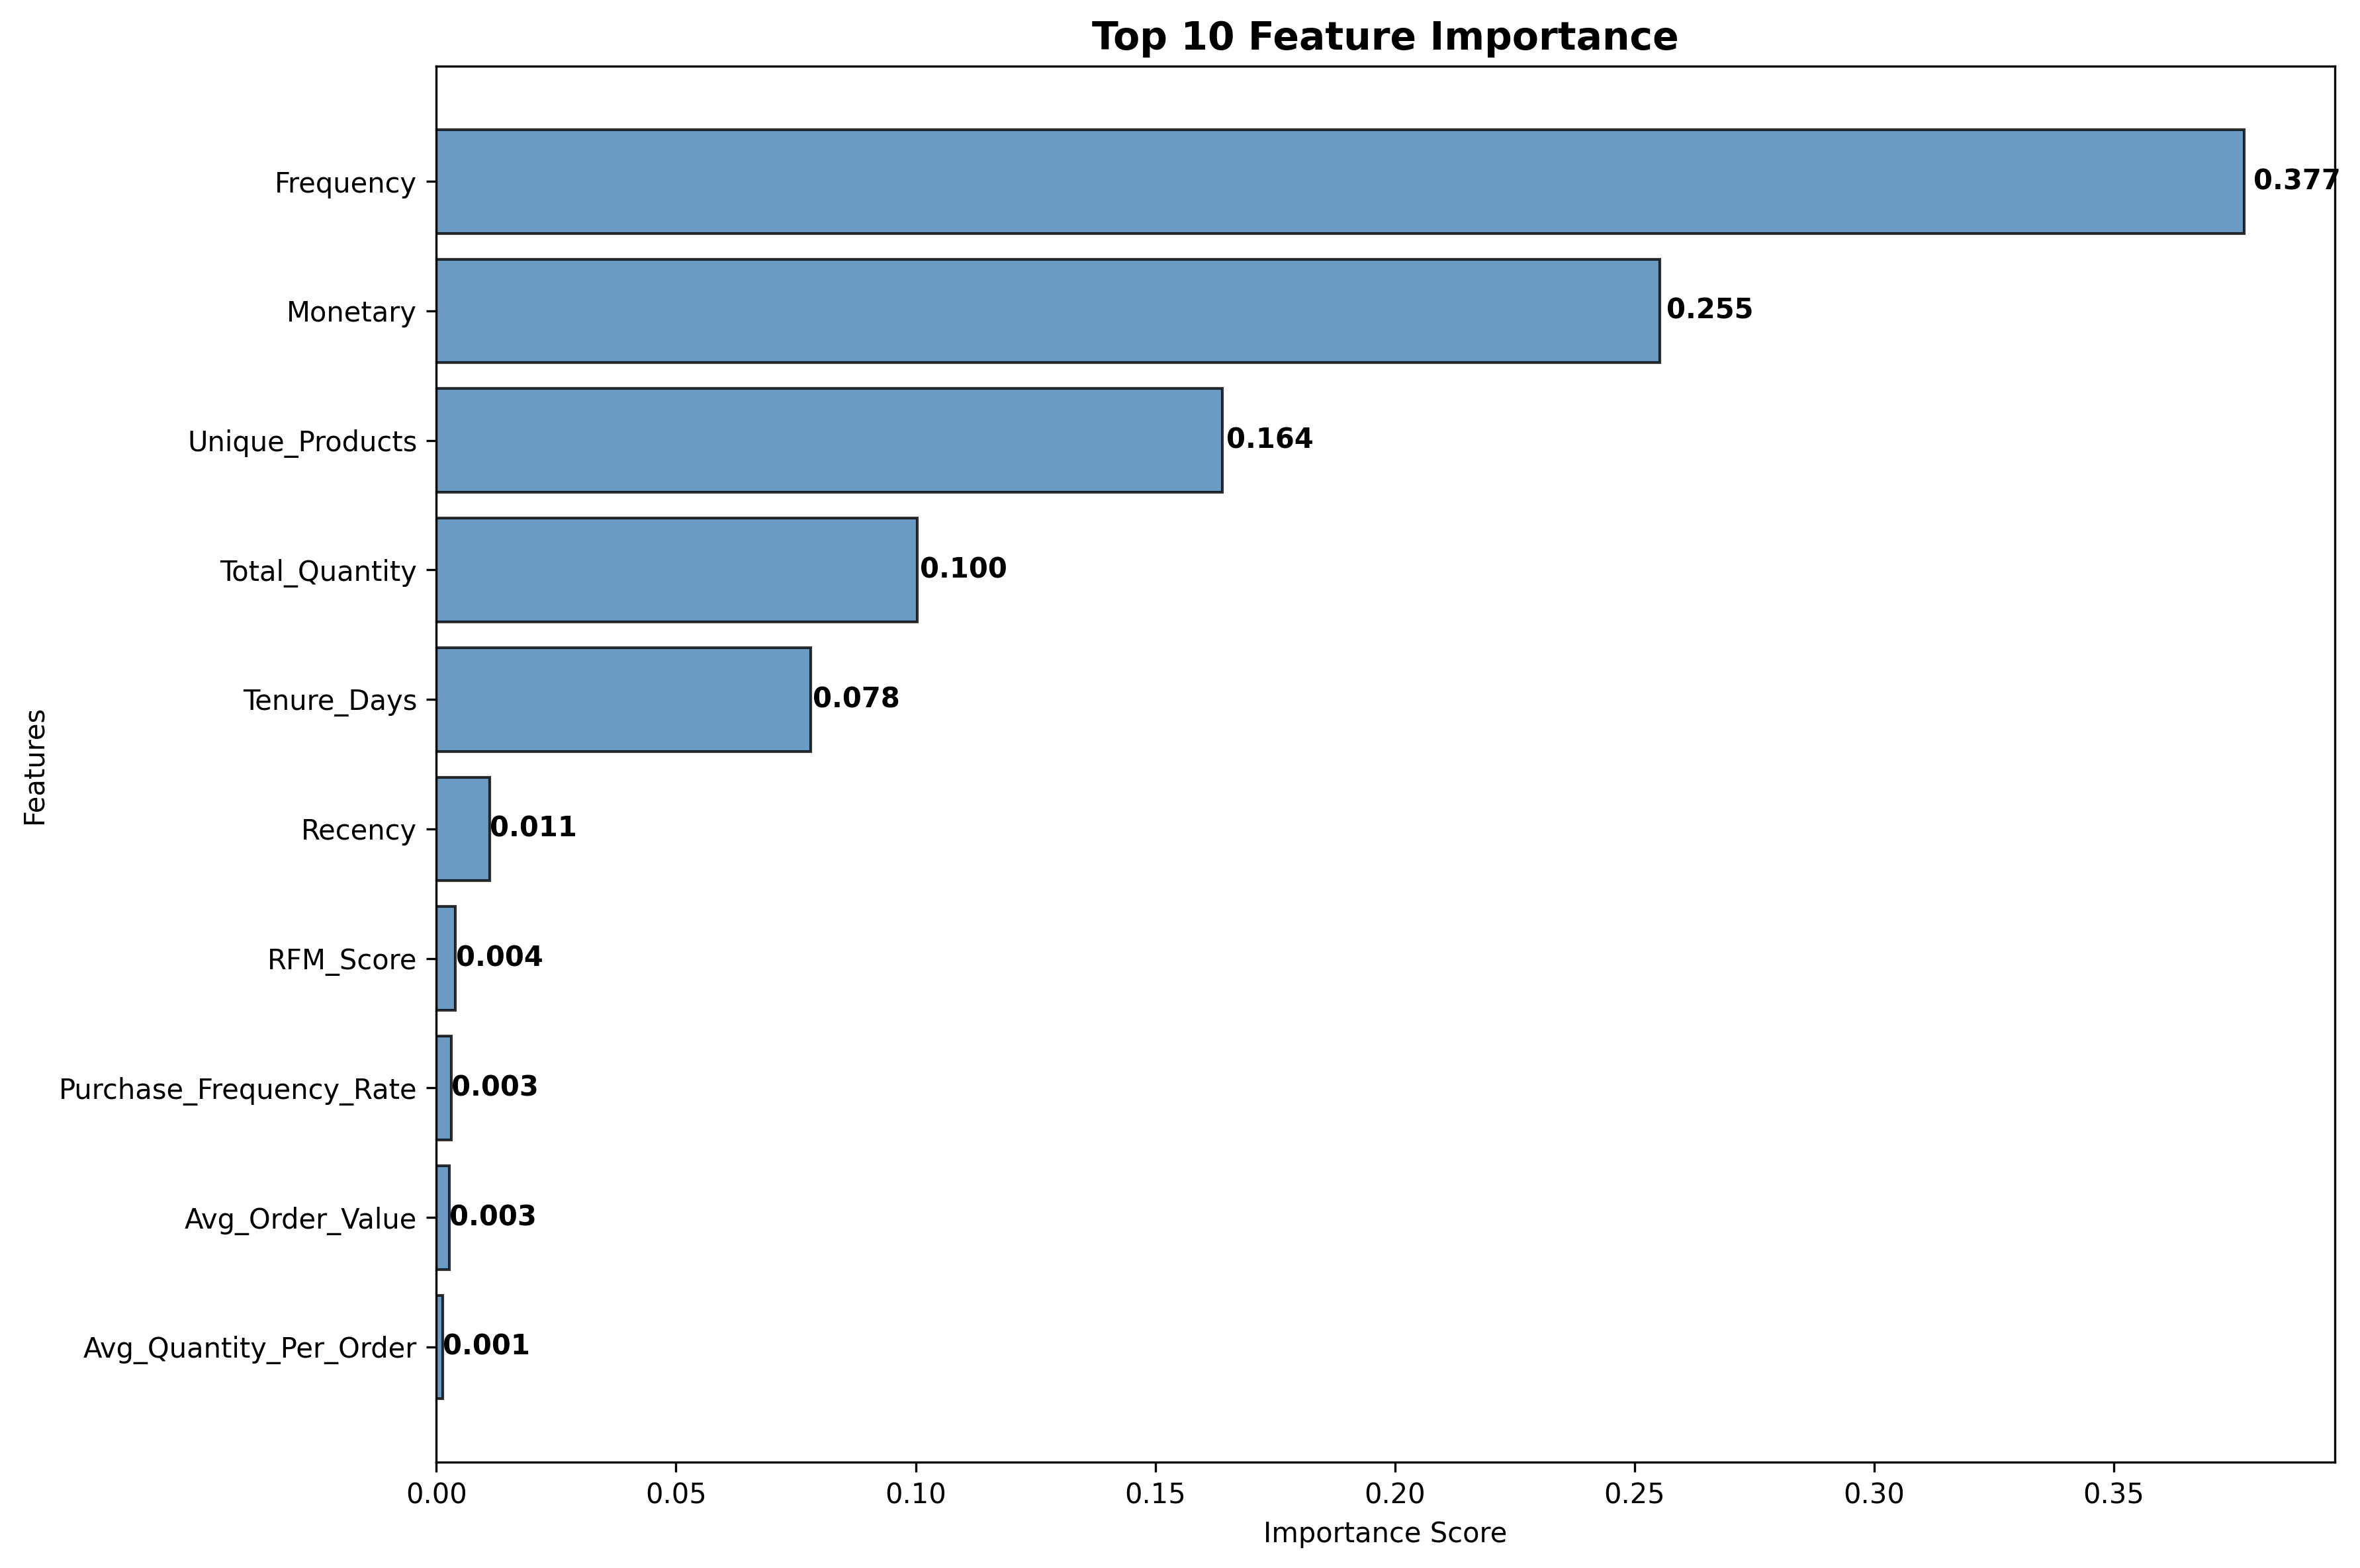 Top 10 Feature Importance
Frequency
0.377
Monetary
0.255
Unique_Products
0.164
Total_Quantity
0.100
Tenure_Days
0.078
Features
Recency
0.011
RFM_Score
0.004
Purchase_Frequency_Rate
0.003
Avg_Order_Value
0.003
Avg_Quantity_Per_Order
0.001
0.00 0.05 0.10 0.15 0.20 0.25 0.30 0.35
Importance Score